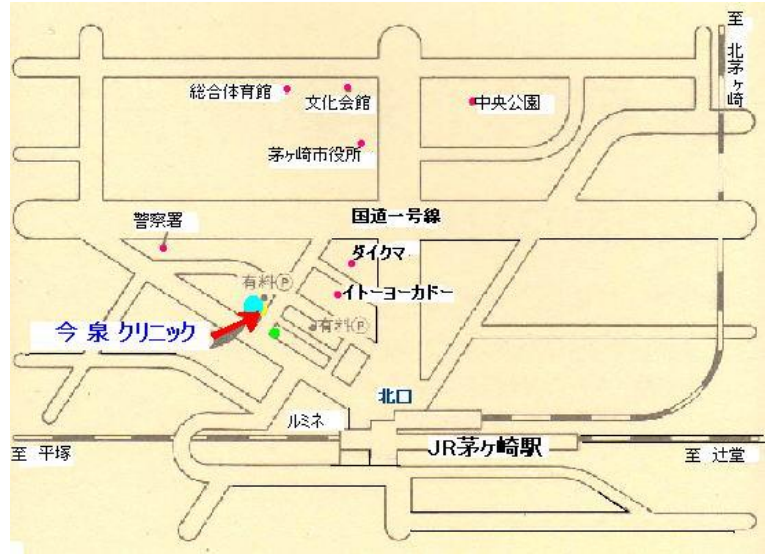 至
北茅ヶ崎
総合体育館
文化会館
中央公園
茅ヶ崎市役所
国道一号線
警察署
ダイクマ
有料Ⓟ
イトーヨーカドー
今泉クリニック
有料Ⓟ
北口
ルミネ
JR茅ヶ崎駅
至 平塚
至 辻堂